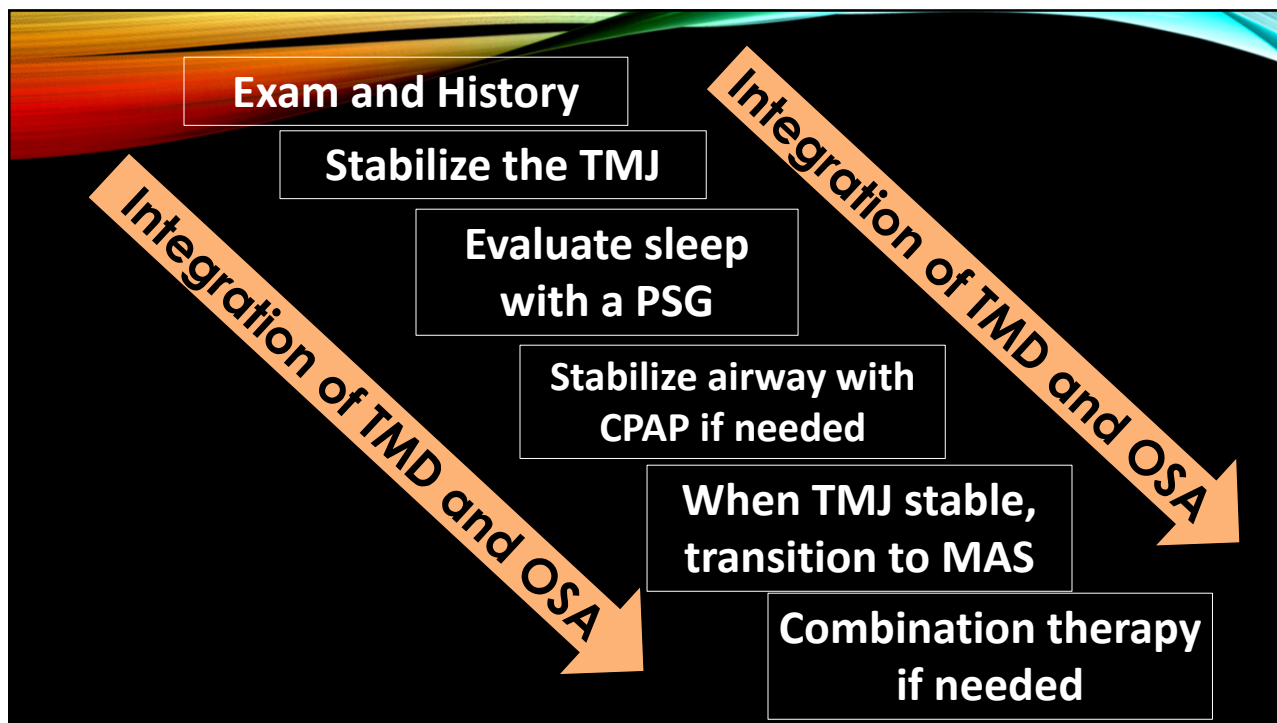 Exam and History
Stabilize the TMJ
Evaluate sleep
with a PSG
Stabilize airway with
CPAP if needed
When TMJ stable,
transition to MAS
Combination therapy
if needed
Integration of TMD and OSA
Integration of TMD and OSA